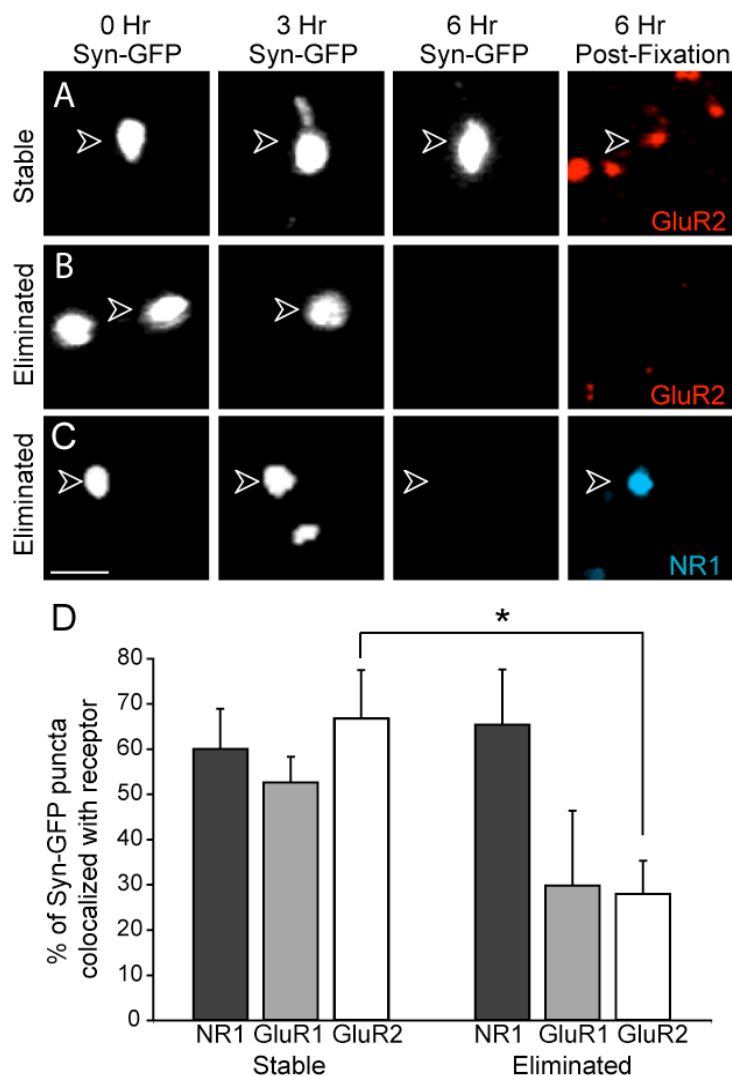 0 Hr 3 Hr 6 Hr 6 Hr
Syn-GFP Syn-GFP Syn-GFP Post-Fixation
A
Stable
GluR2
B
Eliminated
GluR2
C
Eliminated
NR1
D
*
% of Syn-GFP puncta
colocalized with receptor
80
70
60
50
40
30
20
10
0
NR1 GluR1 GluR2 NR1 GluR1 GluR2
Stable Eliminated